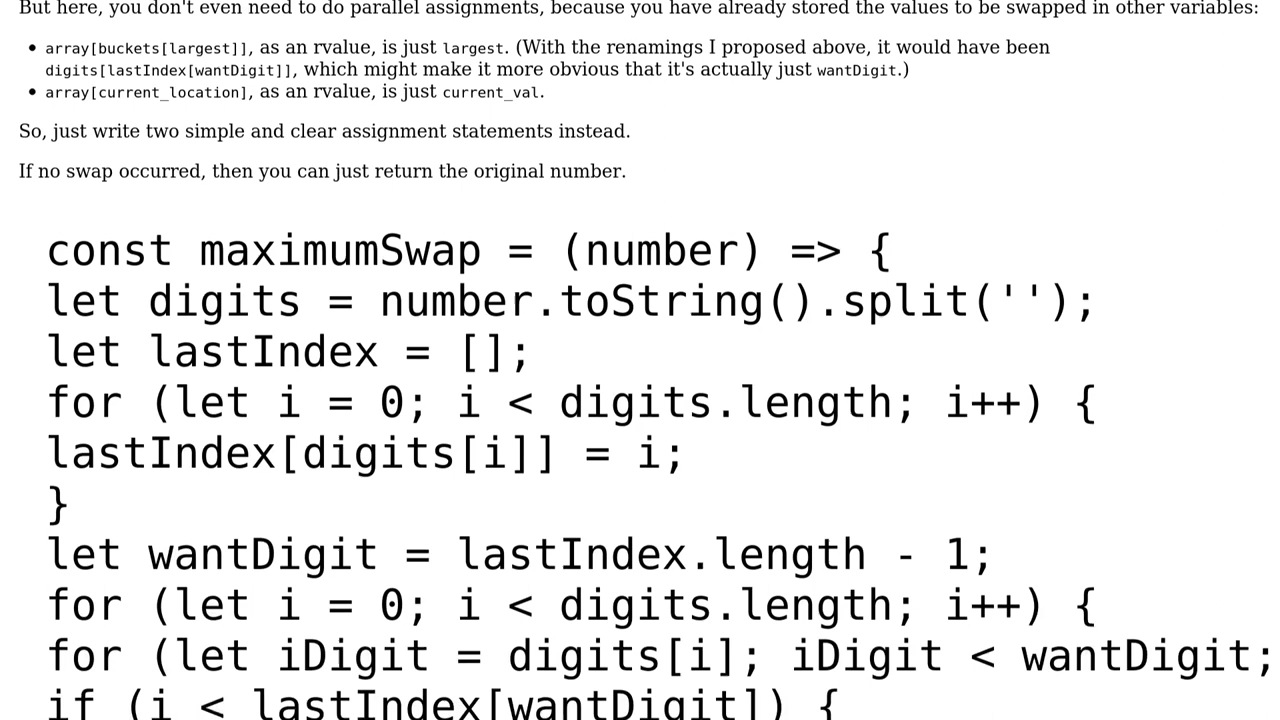 But here, you don't even need to do parallel assignments, because you have already stored the values to be swapped in other variables:
• array[buckets[largest]], as an rvalue, is just largest. (With the renamings I proposed above, it would have been
digits[lastIndex[wantDigit]], which might make it more obvious that it's actually just wantDigit.)
• array[current_location], as an rvalue, is just current_val.
So, just write two simple and clear assignment statements instead.
If no swap occurred, then you can just return the original number.
const maximumSwap = (number) => {
let digits = number.toString().split('');
let lastIndex = [];
for (let i = 0; i < digits.length; i++) {
lastIndex[digits[i]] = i;
}
let wantDigit = lastIndex.length - 1;
for (let i = 0; i < digits.length; i++) {
for (let iDigit = digits[i]; iDigit < wantDigit;
if (i < lastIndex[wantDigit]) {